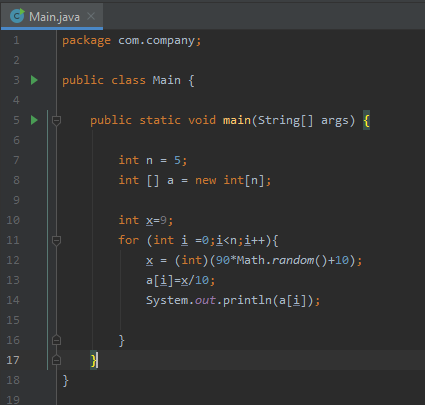 Main.java
1 package com.company;
2
3 public class Main {
4
5 public static void main(String[] args) {
6
7 int n = 5;
8 int [] a = new int[n];
9
10 int x=9;
11 for (int i =0;i<n;i++){
12 x = (int)(90*Math.random()+10);
13 a[i]=x/10;
14 System.out.println(a[i]);
15
16 }
17 }
18 }
19